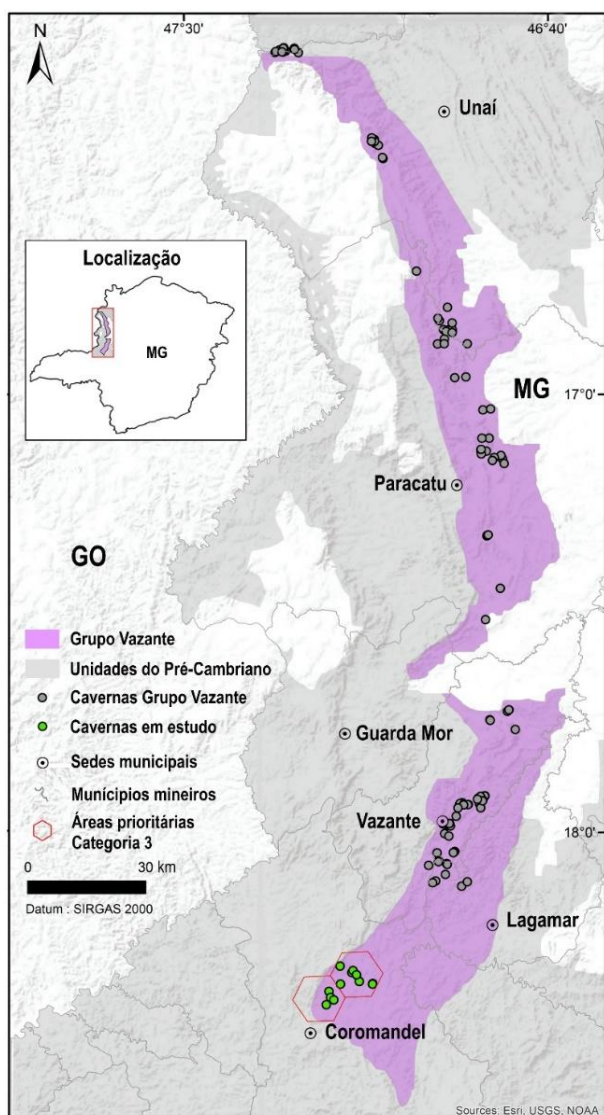 47°30'
46°40'
N
Unaí
Localização
MG
MG
17°0'
Paracatu
GO
Grupo Vazante
Unidades do Pré-Cambriano
Cavernas Grupo Vazante
Cavernas em estudo
Sedes municipais
Munícipios mineiros
Áreas prioritárias
Categoria 3
0 30 km
Datum : SIRGAS 2000
Guarda Mor
Vazante
18°0'
Lagamar
Coromandel
Sources: Esri, USGS, NOAA